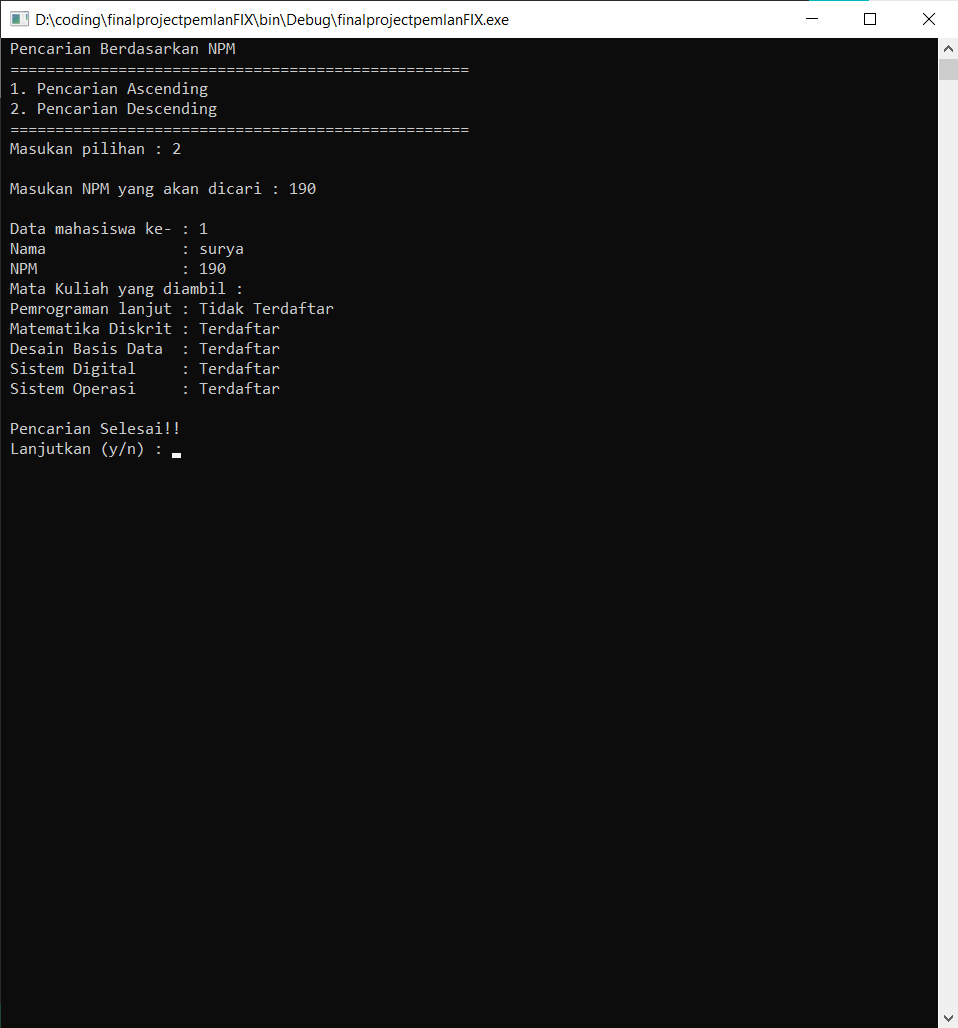 D:\coding\finalprojectpemlanFIX\bin\Debug\finalprojectpemlanFIX.exe
Pencarian Berdasarkan NPM
===================================================
1. Pencarian Ascending
2. Pencarian Descending
===================================================
Masukan pilihan : 2
Masukan NPM yang akan dicari : 190
Data mahasiswa ke- : 1
Nama               : surya
NPM                : 190
Mata Kuliah yang diambil :
Pemrograman lanjut : Tidak Terdaftar
Matematika Diskrit : Terdaftar
Desain Basis Data  : Terdaftar
Sistem Digital     : Terdaftar
Sistem Operasi     : Terdaftar
Pencarian Selesai!!
Lanjutkan (y/n) :